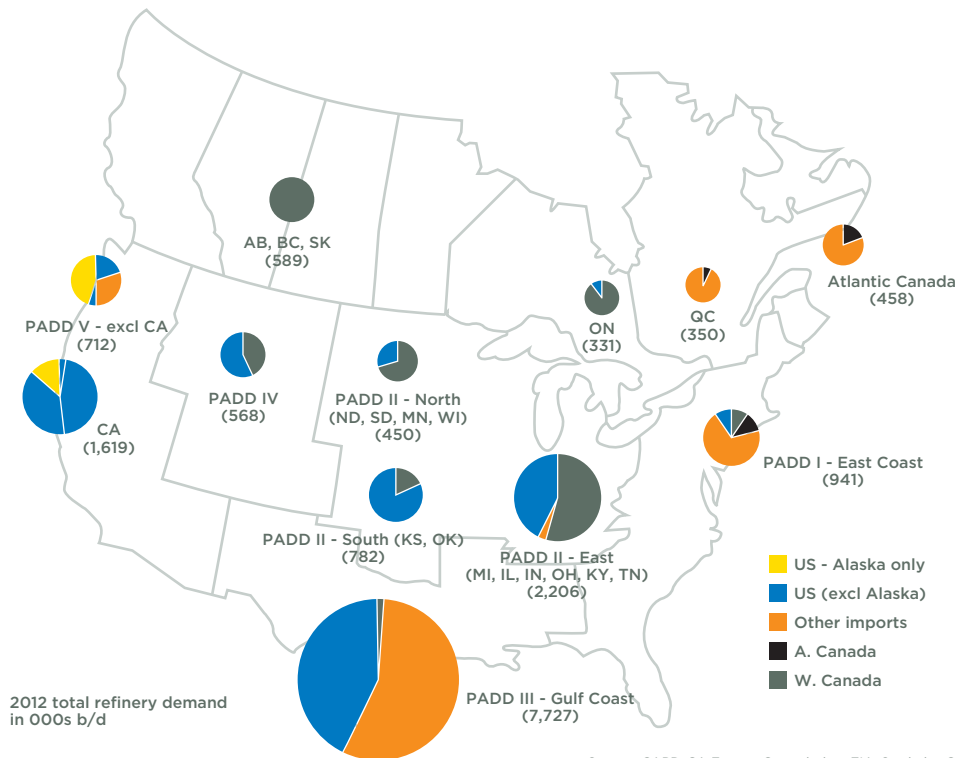 AB, BC, SK
(589)
PADD V - excl CA
(712)
CA
(1,619)
PADD IV
(568)
PADD II - North
(ND, SD, MN, WI)
(450)
ON
(331)
QC
(350)
Atlantic Canada
(458)
PADD I - East Coast
(941)
PADD II - South (KS, OK)
(782)
PADD II - East
(MI, IL, IN, OH, KY, TN)
(2,206)
PADD III - Gulf Coast
(7,727)
US - Alaska only
US (excl Alaska)
Other imports
A. Canada
W. Canada
2012 total refinery demand
in 000s b/d